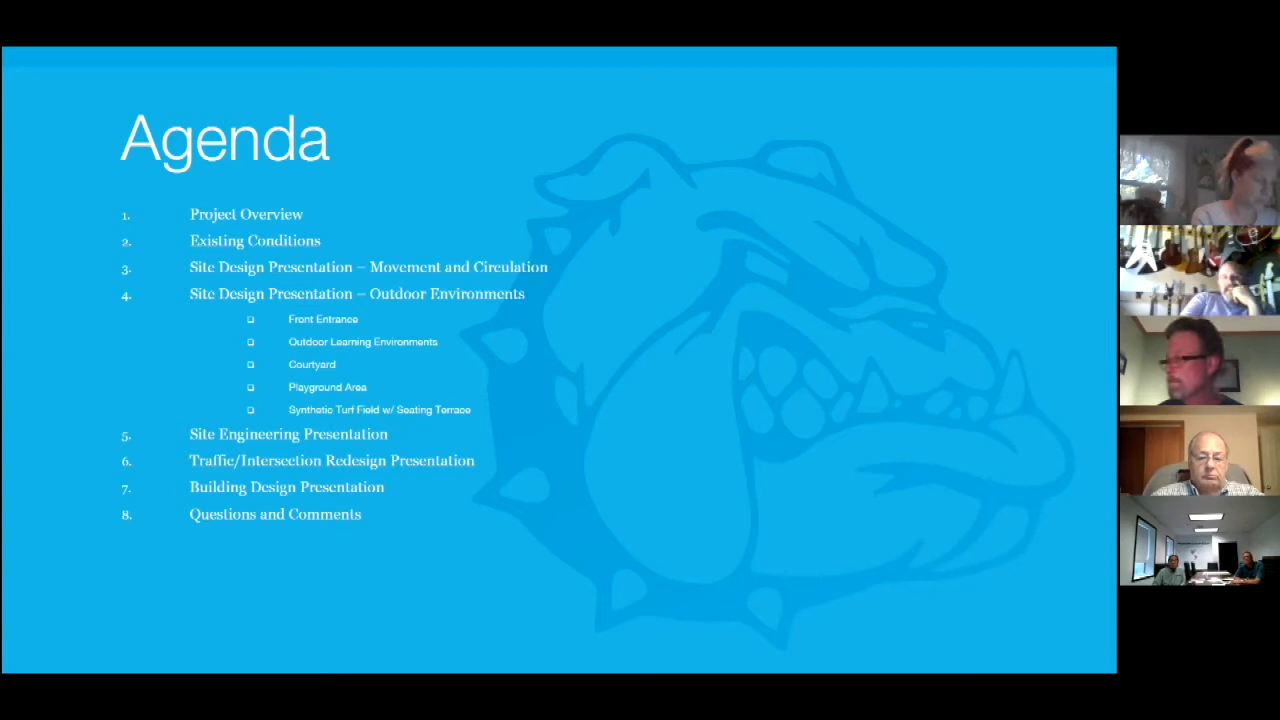 Agenda
1. Project Overview
2. Existing Conditions
3. Site Design Presentation – Movement and Circulation
4. Site Design Presentation – Outdoor Environments
❑ Front Entrance
❑ Outdoor Learning Environments
❑ Courtyard
❑ Playground Area
❑ Synthetic Turf Field w/ Seating Terrace
5. Site Engineering Presentation
6. Traffic/Intersection Redesign Presentation
7. Building Design Presentation
8. Questions and Comments